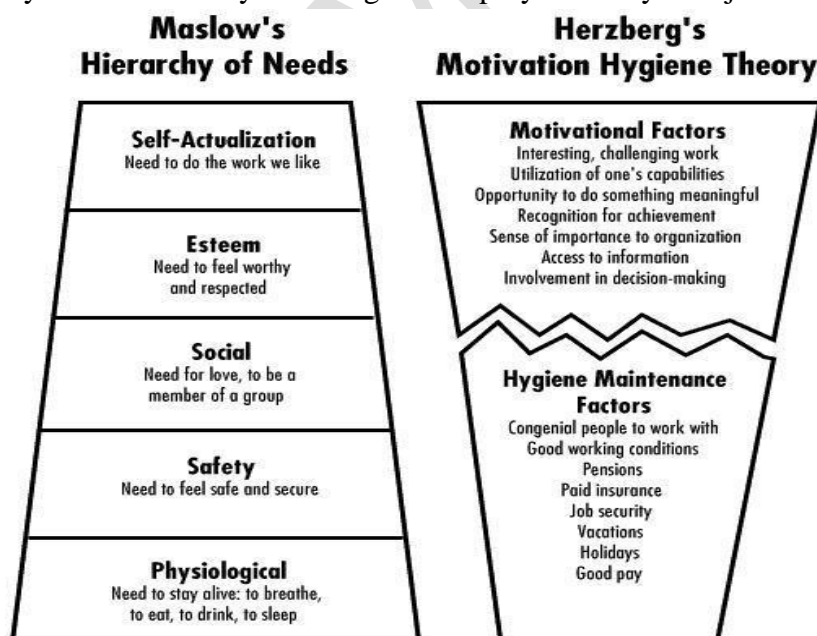 Maslow's
Hierarchy of Needs
Self-Actualization
Need to do the work we like
Esteem
Need to feel worthy
and respected
Social
Need for love, to be a
member of a group
Safety
Need to feel safe and secure
Physiological
Need to stay alive: to breathe,
to eat, to drink, to sleep
Herzberg's
Motivation Hygiene Theory
Motivational Factors
Interesting, challenging work
Utilization of one's capabilities
Opportunity to do something meaningful
Recognition for achievement
Sense of importance to organization
Access to information
Involvement in decision-making
Hygiene Maintenance
Factors
Congenial people to work with
Good working conditions
Pensions
Paid insurance
Job security
Vacations
Holidays
Good pay